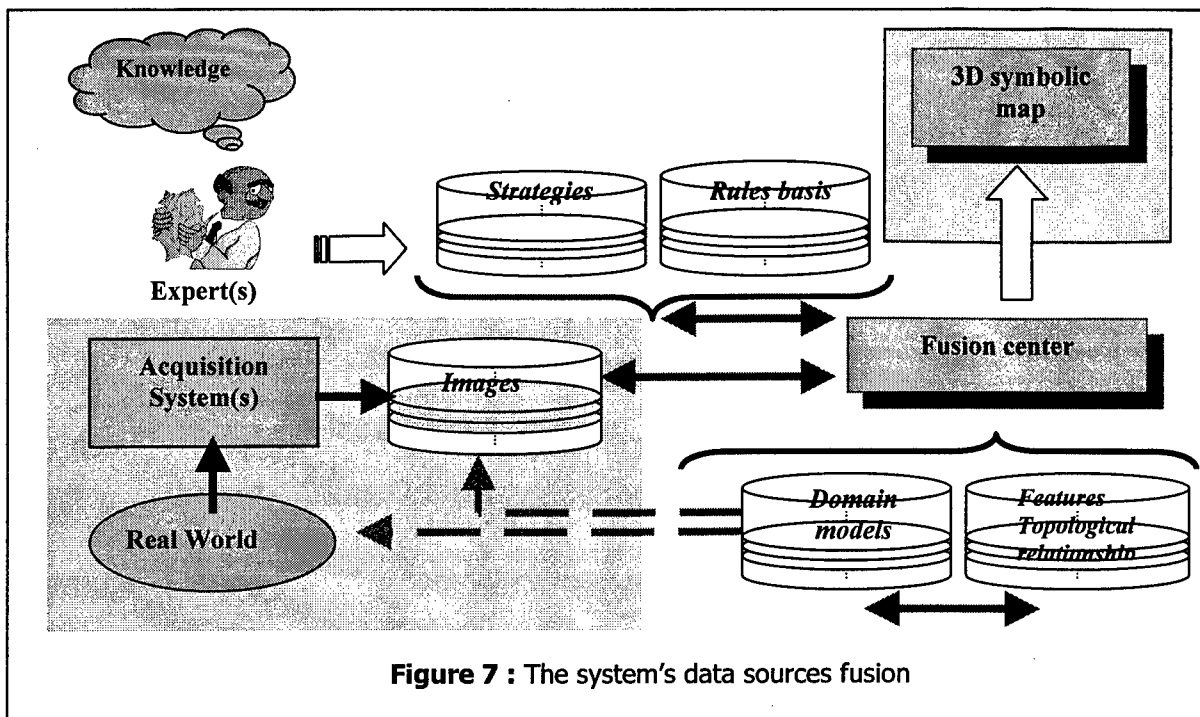 Knowledge
3D symbolic
map
Strategies
Rules basis
Expert(s)
Acquisition
System(s)
Images
Fusion center
Real World
Domain
models
Features
Topological
relationship
Figure 7 : The system's data sources fusion